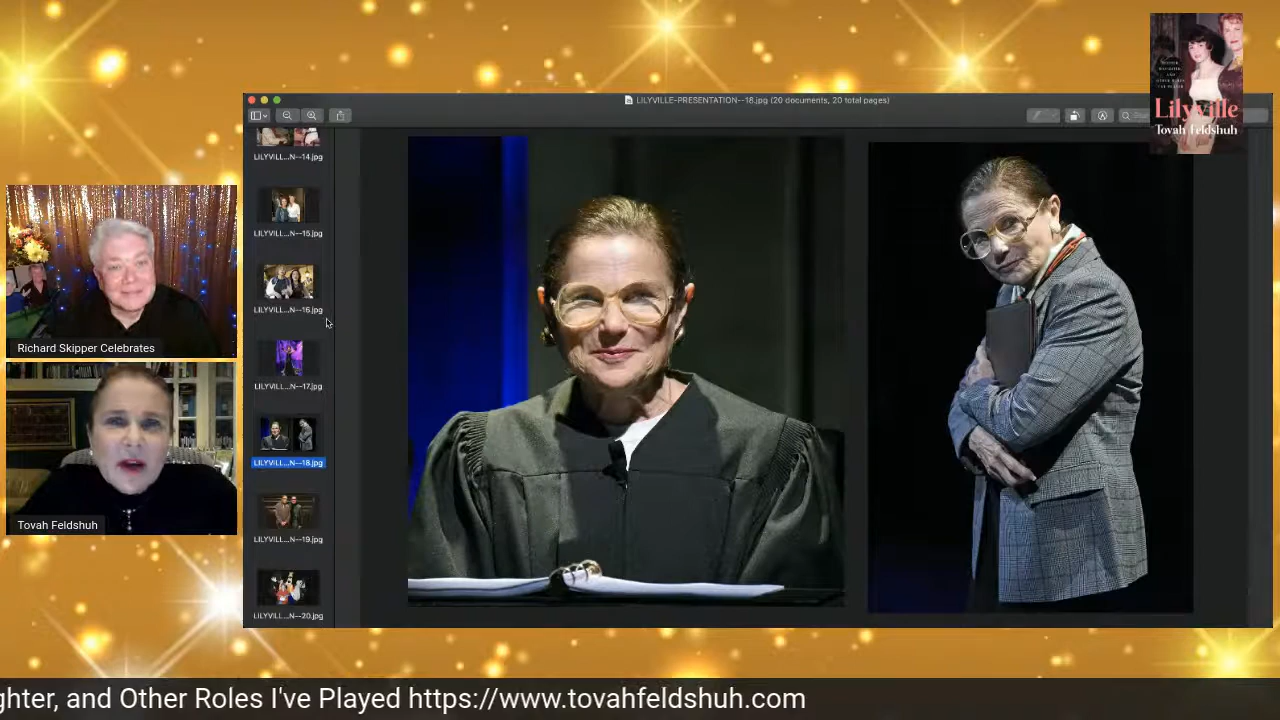 LILYVILLE-PRESENTATION--18.jpg (20 documents, 20 total pages)
LILYVILL...N--14.jpg
LILYVILL...N--15.jpg
LILYVILL...N--16.jpg
LILYVILL...N--17.jpg
LILYVILL...N--18.jpg
LILYVILL...N--19.jpg
LILYVILL...N--20.jpg
Lilyville
Tovah Feldshuh
Richard Skipper Celebrates
Tovah Feldshuh
ghter, and Other Roles I've Played https://www.tovahfeldshuh.com